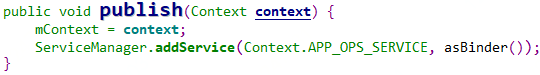 public void publish(Context context) {
    mContext = context;
    ServiceManager.addService(Context.APP_OPS_SERVICE, asBinder());
}